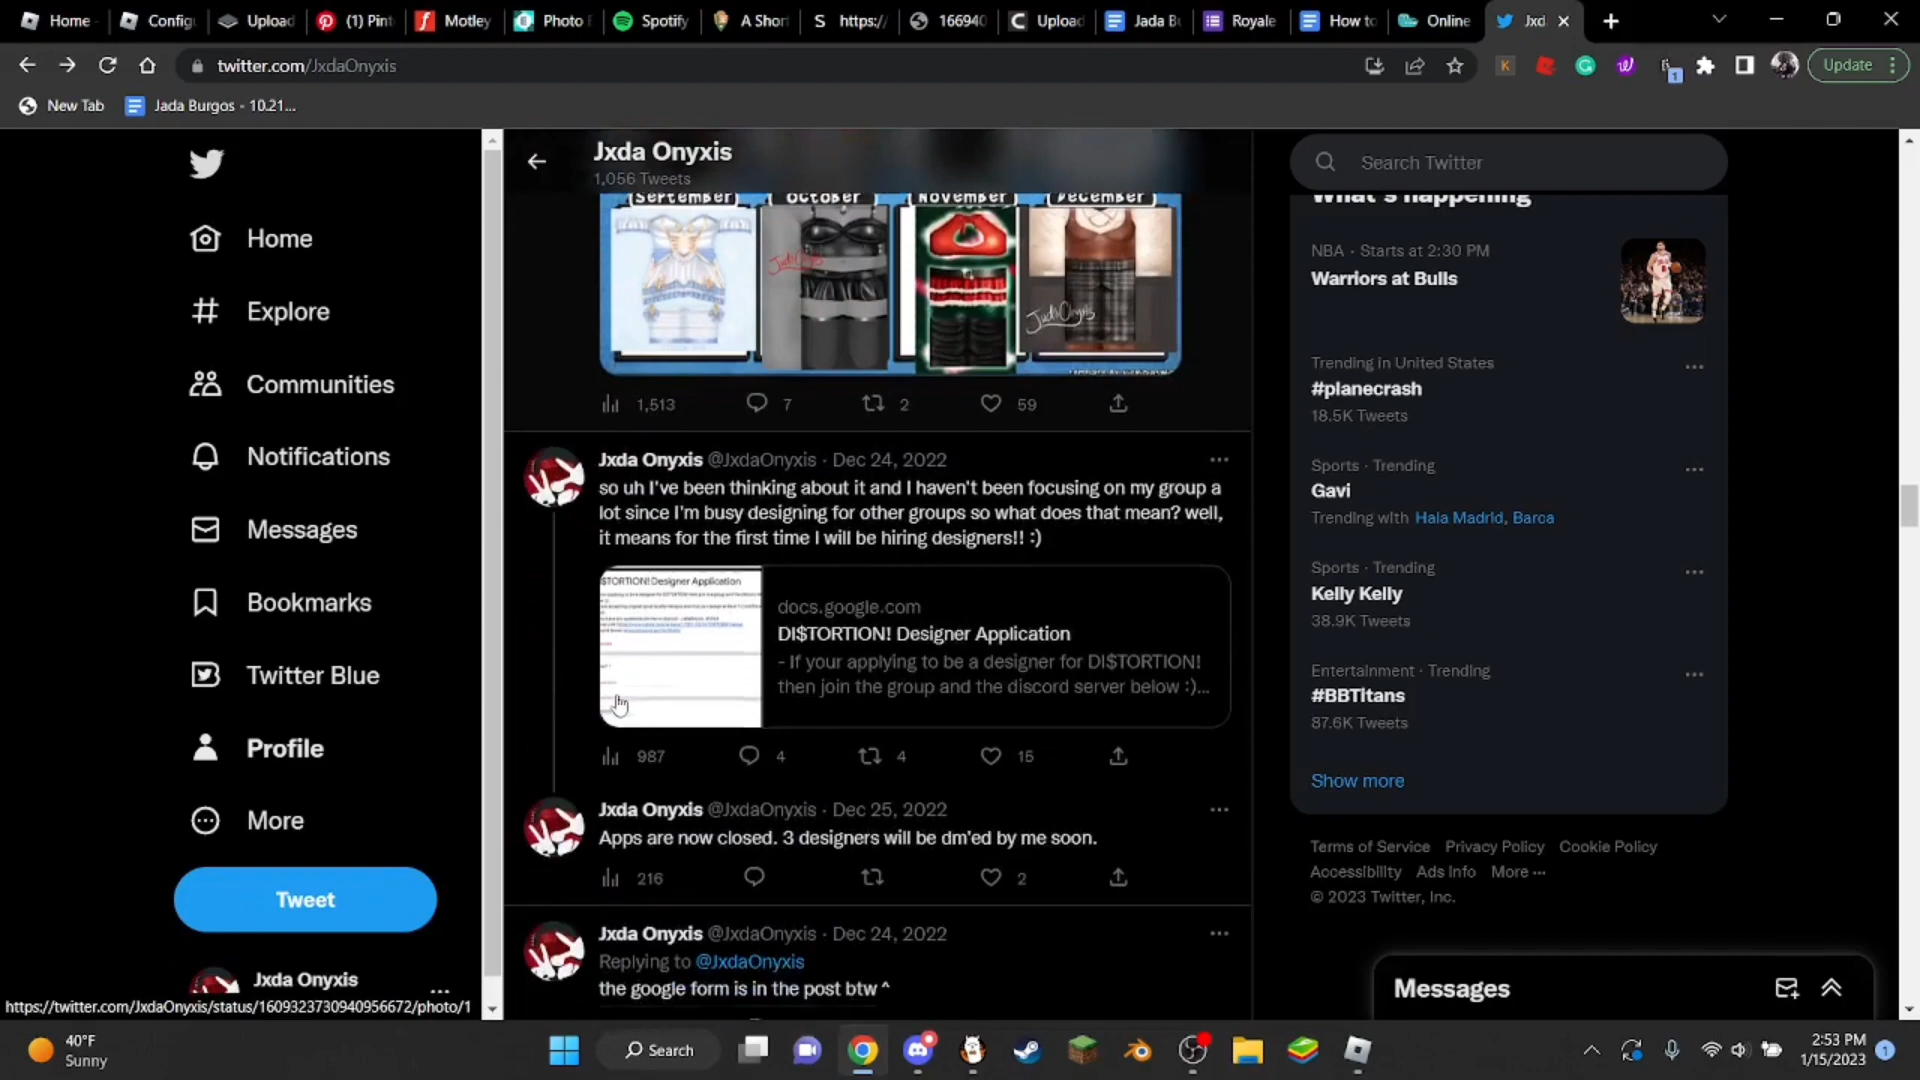 Home
Config
Upload
(1) Pint
Motley
Photo
Spotify
A Shor
https:/
166940
Upload
Jada Bu
Royale
How to
Online
Jxd
twitter.com/JxdaOnyxis
Update
New Tab
Jada Burgos - 10.21...
Home
Explore
Communities
Notifications
Messages
Bookmarks
Twitter Blue
Profile
More
Tweet
Jxda Onyxis
https://twitter.com/JxdaOnyxis/status/1609323730940956672/photo/1
Jxda Onyxis
1,056 Tweets
September October November December
1,513 7 2 59
Jxda Onyxis @JxdaOnyxis · Dec 24, 2022
so uh I've been thinking about it and I haven't been focusing on my group a
lot since I'm busy designing for other groups so what does that mean? well,
it means for the first time I will be hiring designers!! :)
$TORTION! Designer Application
docs.google.com
DI$TORTION! Designer Application
- If your applying to be a designer for DI$TORTION!
then join the group and the discord server below :)...
987 4 4 15
Jxda Onyxis @JxdaOnyxis · Dec 25, 2022
Apps are now closed. 3 designers will be dm'ed by me soon.
216 2
Jxda Onyxis @JxdaOnyxis · Dec 24, 2022
Replying to @JxdaOnyxis
the google form is in the post btw ^
Search Twitter
What's happening
NBA · Starts at 2:30 PM
Warriors at Bulls
Trending in United States
#planecrash
18.5K Tweets
Sports · Trending
Gavi
Trending with Hala Madrid, Barca
Sports · Trending
Kelly Kelly
38.9K Tweets
Entertainment · Trending
#BBTitans
87.6K Tweets
Show more
Terms of Service Privacy Policy Cookie Policy
Accessibility Ads info More ···
© 2023 Twitter, Inc.
Messages
40°F
Sunny
Search
2:53 PM
1/15/2023
1